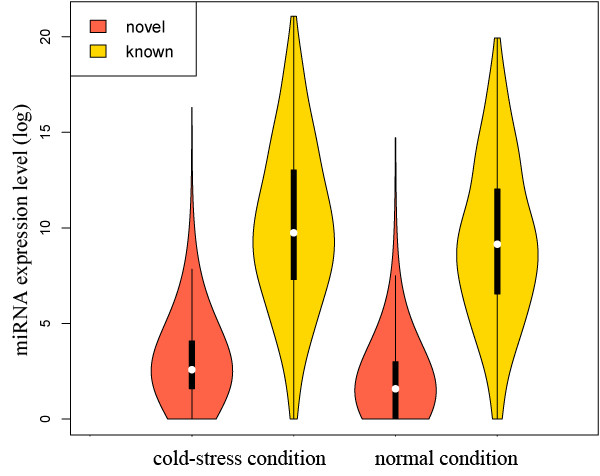 novel
known
miRNA expression level (log)
20
15
10
5
0
cold-stress condition
normal condition